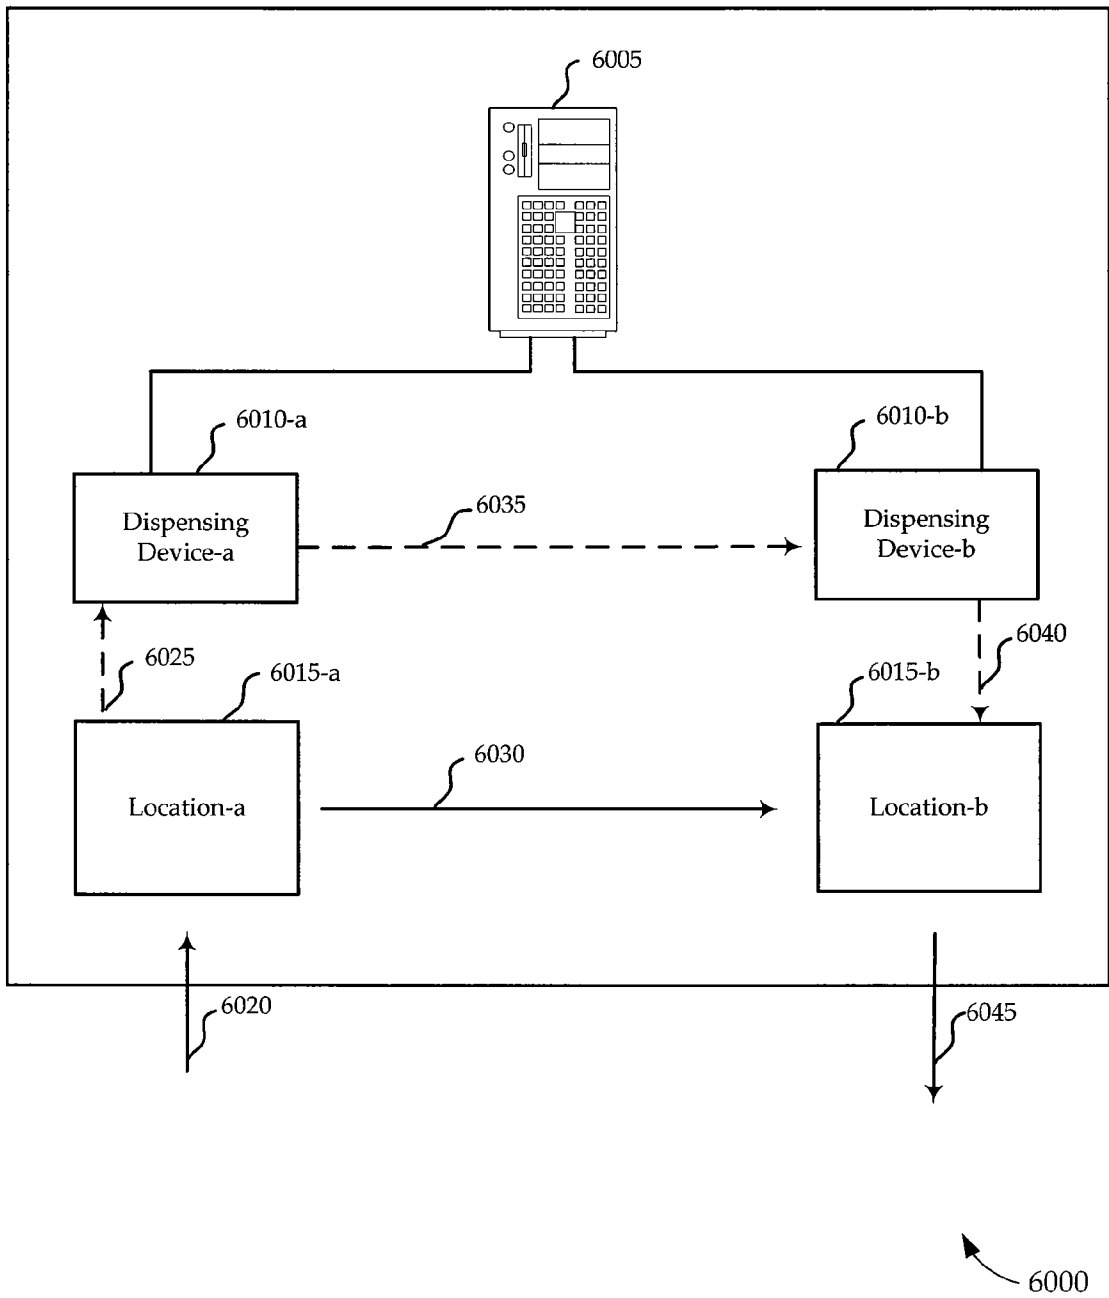 6005
6010-a
6010-b
Dispensing
Device-a
6035
Dispensing
Device-b
6025
6040
6015-a
6015-b
6030
Location-a
Location-b
6020
6045
6000